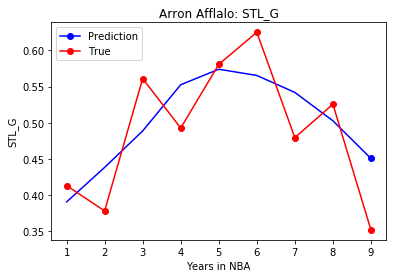 Arron Afflalo: STL_G
Prediction
True
0.60
0.55
0.50
0.45
0.40
0.35
STL_G
1 2 3 4 5 6 7 8 9
Years in NBA